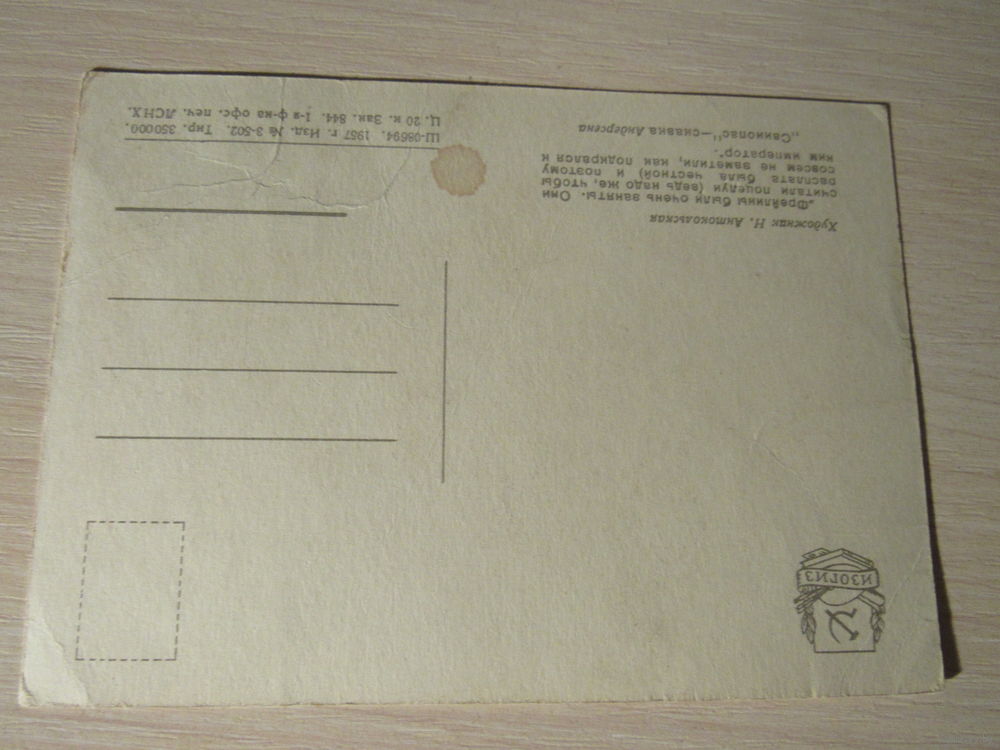 ИЗОГИЗ
Художник Н. Антокольская
„Фрейлины были очень заняты. Они
считали поцелуи (ведь надо же, чтобы
расплата была честной) и поэтому
совсем не заметили, как подкрался к
ним император“.
„Свинопас“—сказка Андерсена
Ш-08694. 1957 г. Изд. № 3-502. Тир. 350000.
Ц. 20 к. Зак. 844. 1-я ф-ка офс. печ. ЛСНХ.